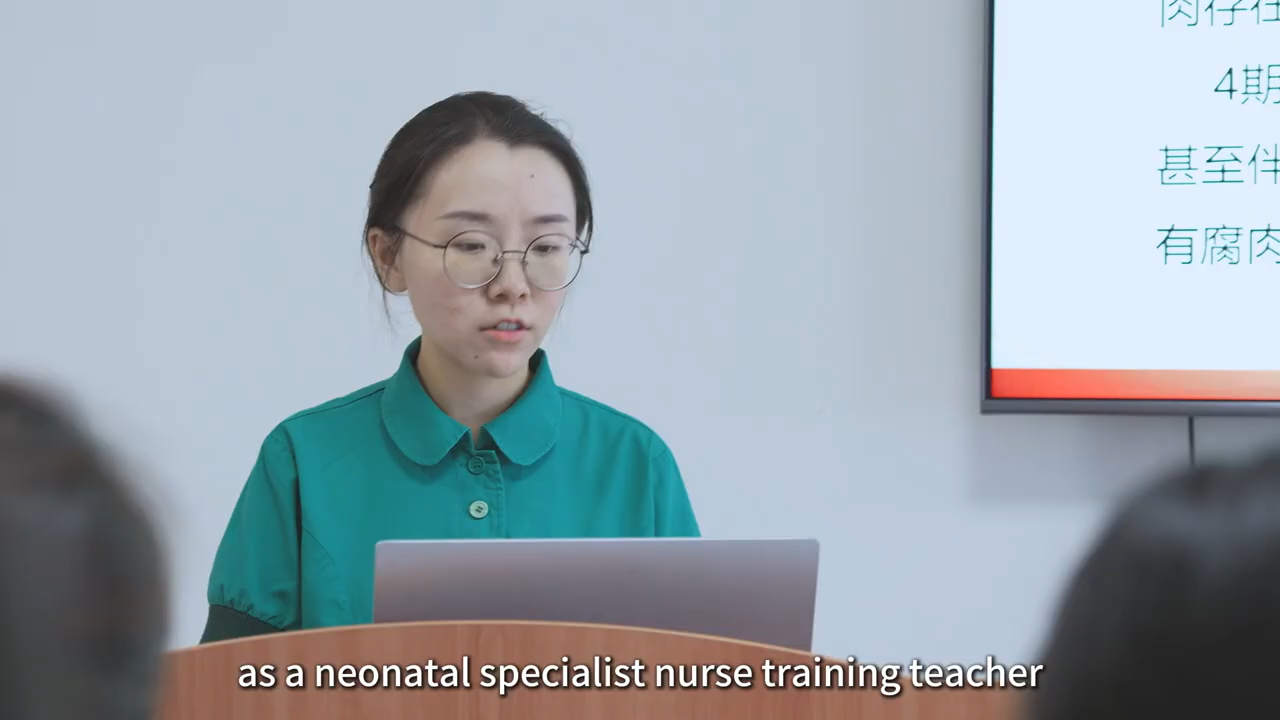 肉存在
4期
甚至伴
有腐肉
as a neonatal specialist nurse training teacher